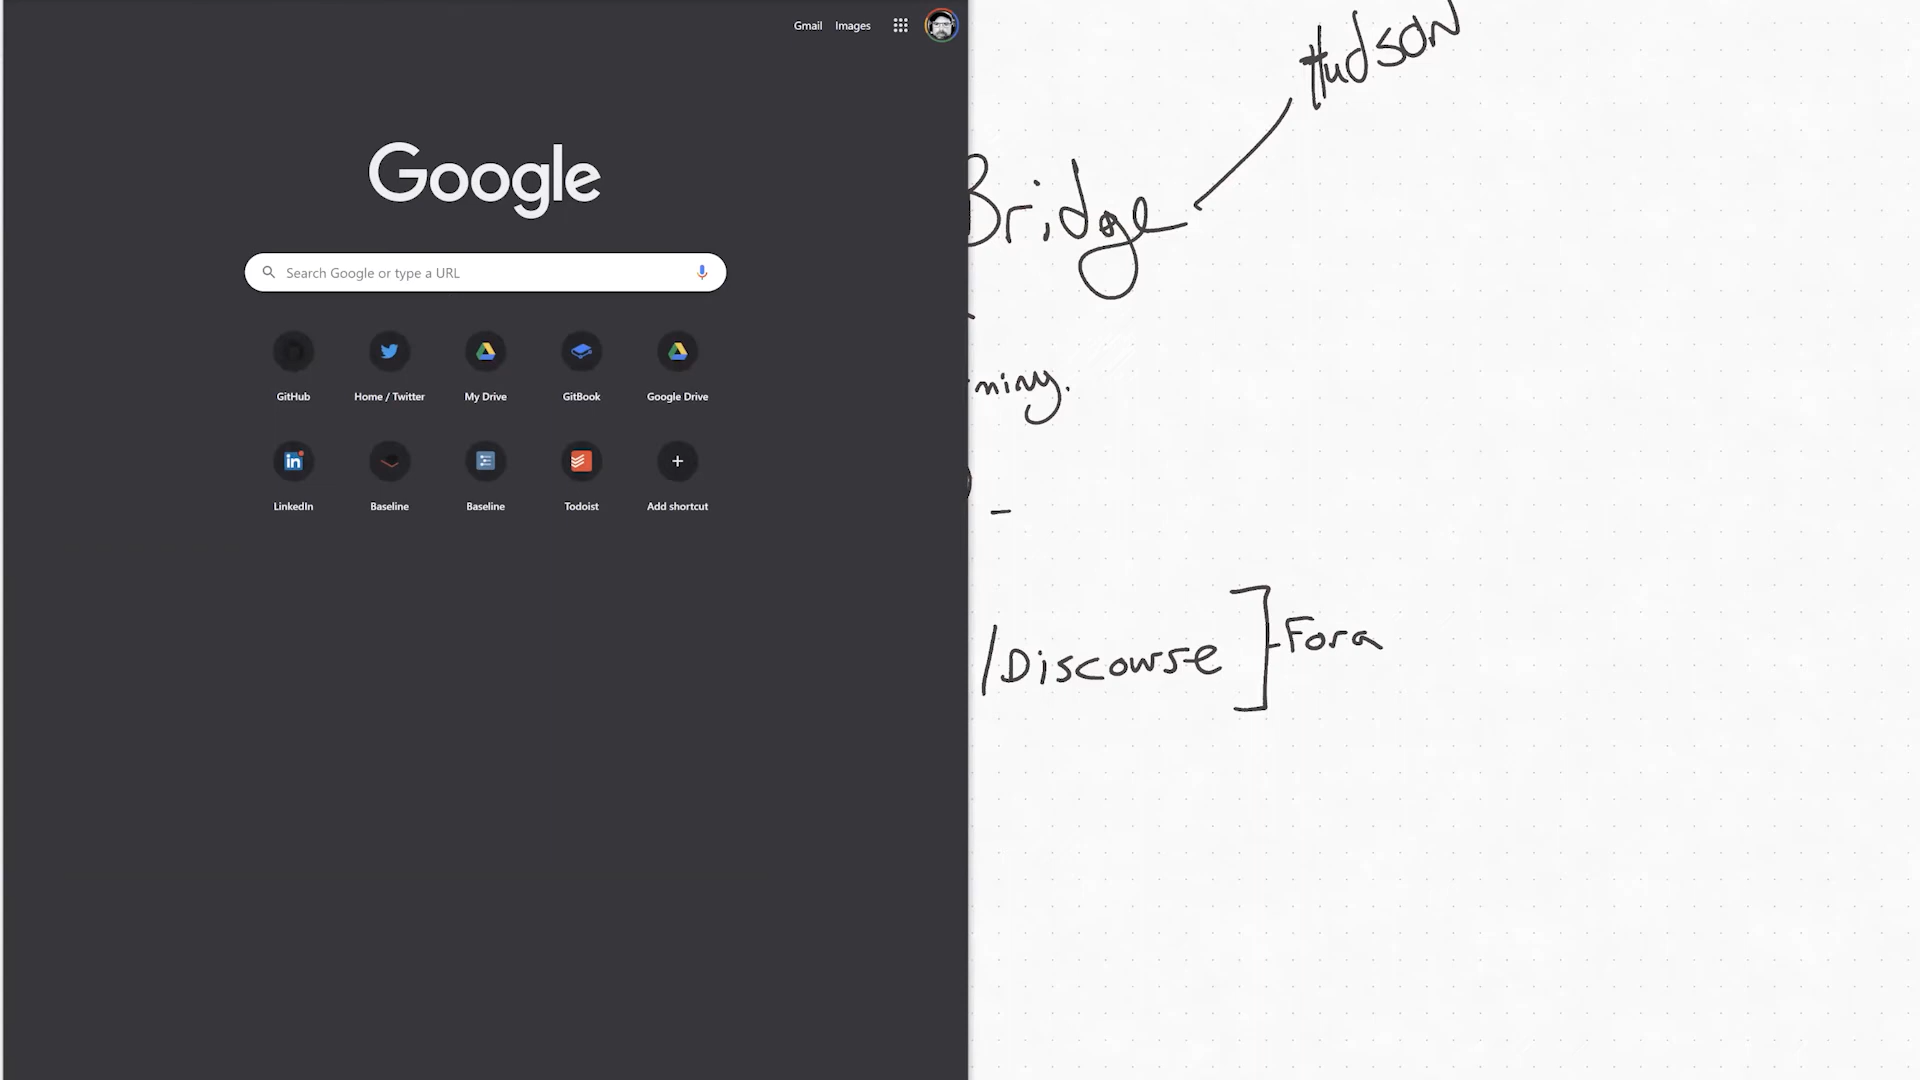 Gmail Images
Google
Search Google or type a URL
GitHub Home / Twitter My Drive GitBook Google Drive
LinkedIn Baseline Baseline Todoist Add shortcut
Hudson
Bridge
ming.
-
/Discourse ]-Fora